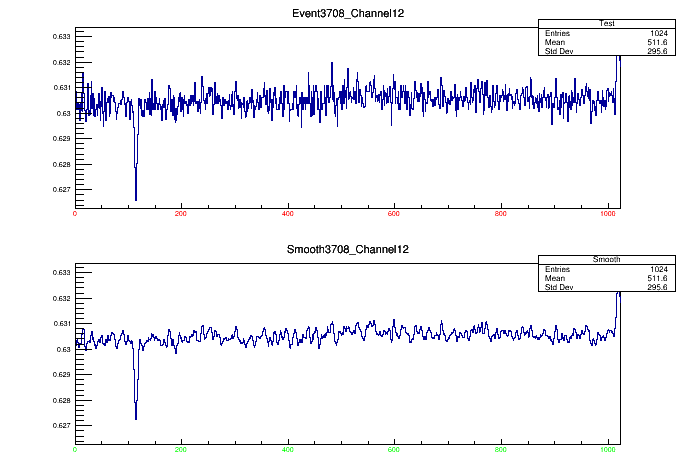 Event3708_Channel12
Test
Entries 1024
Mean 511.6
Std Dev 295.6
0.633
0.632
0.631
0.63
0.629
0.628
0.627
0 200 400 600 800 1000
Smooth3708_Channel12
Smooth
Entries 1024
Mean 511.6
Std Dev 295.6
0.633
0.632
0.631
0.63
0.629
0.628
0.627
0 200 400 600 800 1000